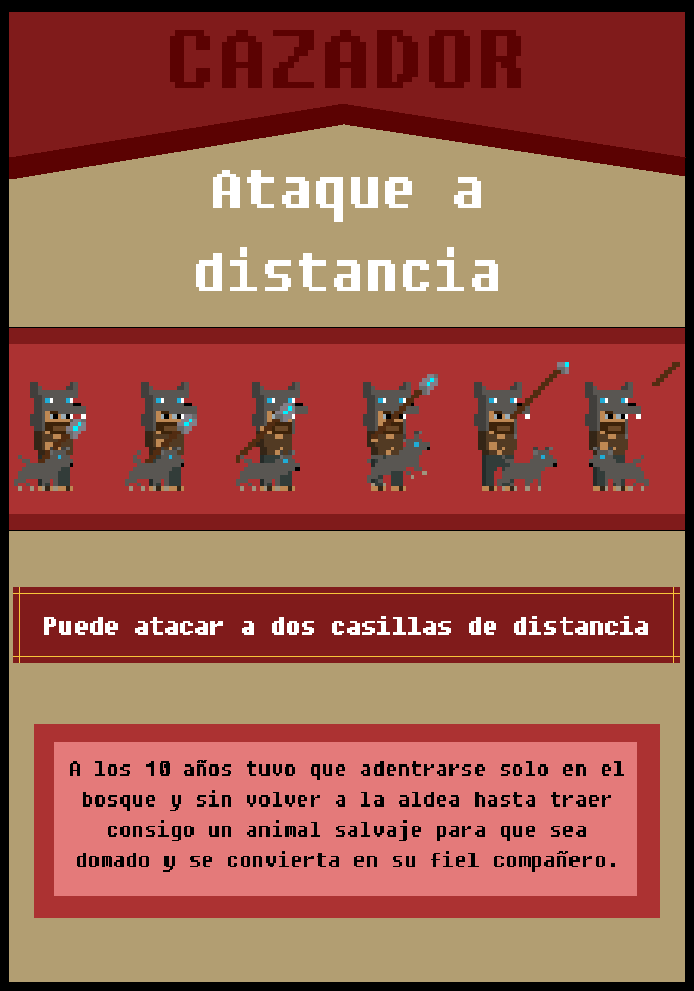 CAZADOR
Ataque a
distancia
Puede atacar a dos casillas de distancia
A los 10 años tuvo que adentrarse solo en el
bosque y sin volver a la aldea hasta traer
consigo un animal salvaje para que sea
domado y se convierta en su fiel compañero.